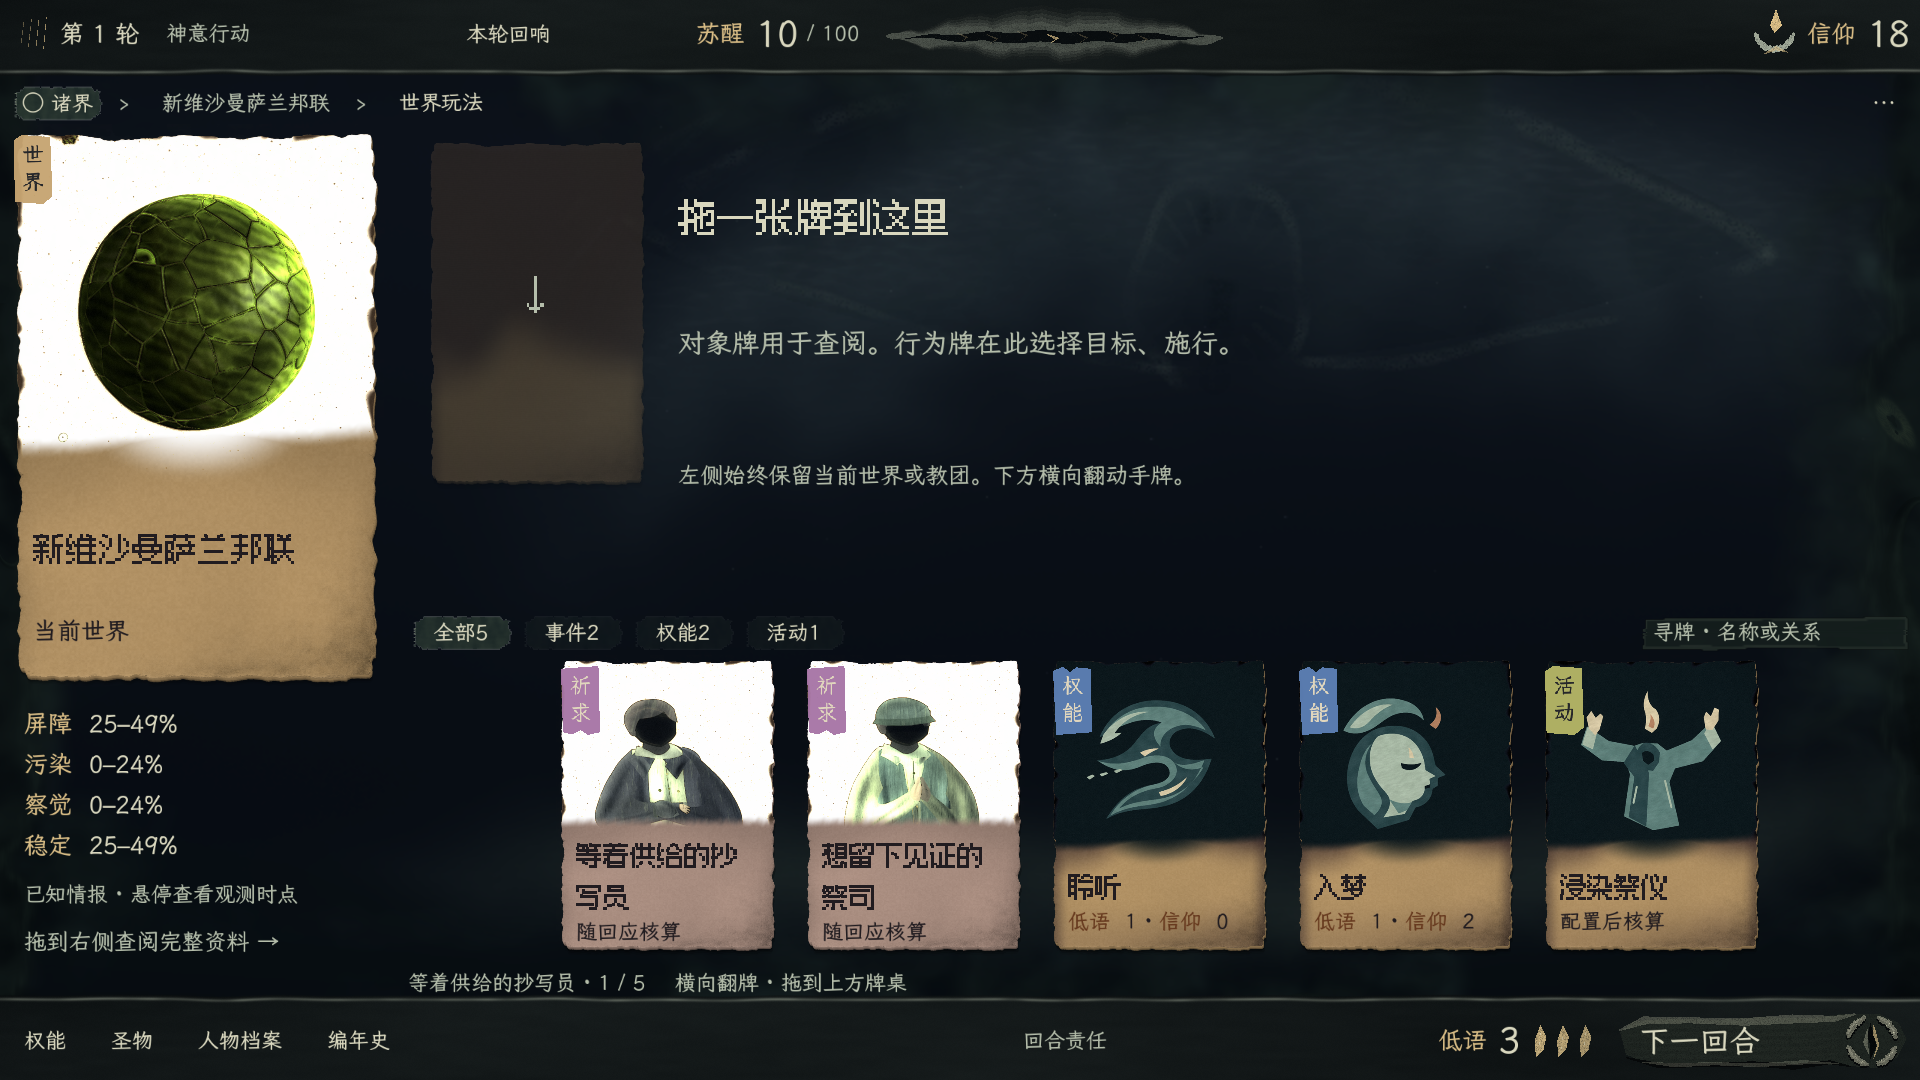 第 1 轮 神意行动 本轮回响 苏醒 10 / 100 信仰 18
诸界 > 新维沙曼萨兰邦联 > 世界玩法 ...
世界
新维沙曼萨兰邦联
当前世界
屏障 25–49%
污染 0–24%
察觉 0–24%
稳定 25–49%
已知情报·悬停查看观测时点
拖到右侧查阅完整资料 →
拖一张牌到这里
对象牌用于查阅。行为牌在此选择目标、施行。
左侧始终保留当前世界或教团。下方横向翻动手牌。
全部5 事件2 权能2 活动1 寻牌·名称或关系
祈求
等着供给的抄
写员
随回应核算
祈求
想留下见证的
祭司
随回应核算
权能
聆听
低语 1·信仰 0
权能
入梦
低语 1·信仰 2
活动
浸染祭仪
配置后核算
等着供给的抄写员·1 / 5 横向翻牌·拖到上方牌桌
权能 圣物 人物档案 编年史 回合责任 低语 3 下一回合